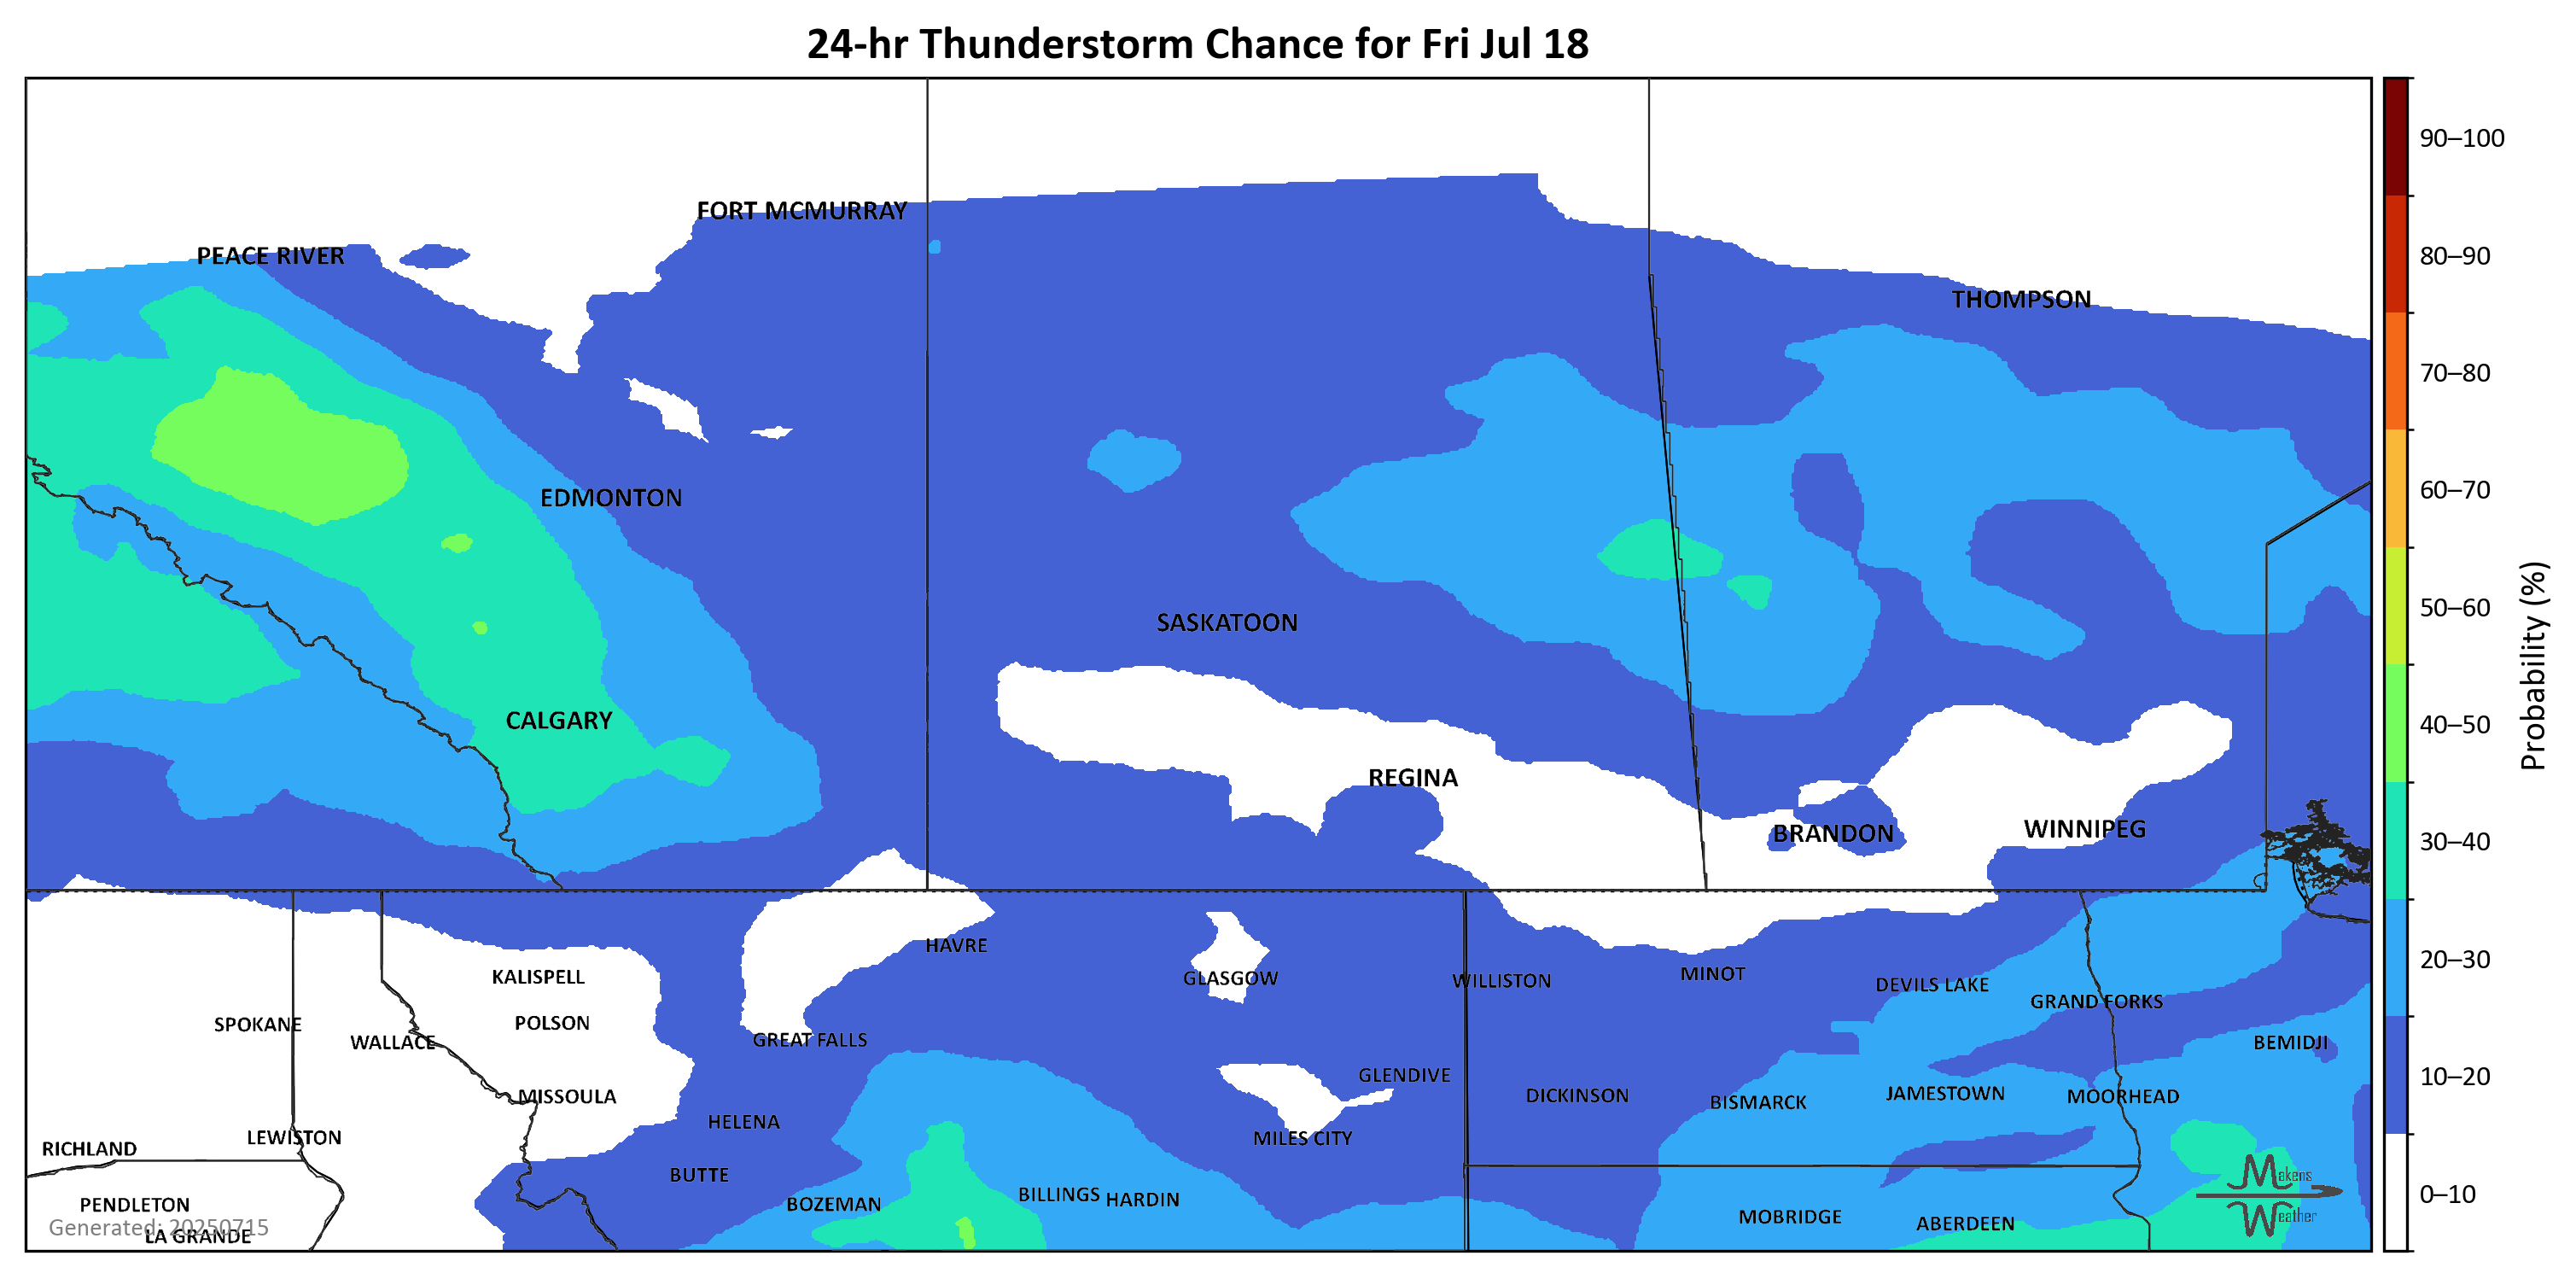 24-hr Thunderstorm Chance for Fri Jul 18
90–100
FORT MCMURRAY
PEACE RIVER
80–90
THOMPSON
70–80
60–70
EDMONTON
50–60
SASKATOON
Probability (%)
CALGARY
40–50
REGINA
BRANDON
WINNIPEG
30–40
HAVRE
20–30
KALISPELL
GLASGOW
WILLISTON
MINOT
DEVILS LAKE
GRAND FORKS
SPOKANE
POLSON
WALLACE
GREAT FALLS
BEMIDJI
GLENDIVE
10–20
MISSOULA
DICKINSON
BISMARCK
JAMESTOWN
MOORHEAD
HELENA
LEWISTON
RICHLAND
MILES CITY
BUTTE
Makens
Weather
0–10
PENDLETON
BOZEMAN
BILLINGS
HARDIN
MOBRIDGE
ABERDEEN
Generated: 20250715
LA GRANDE